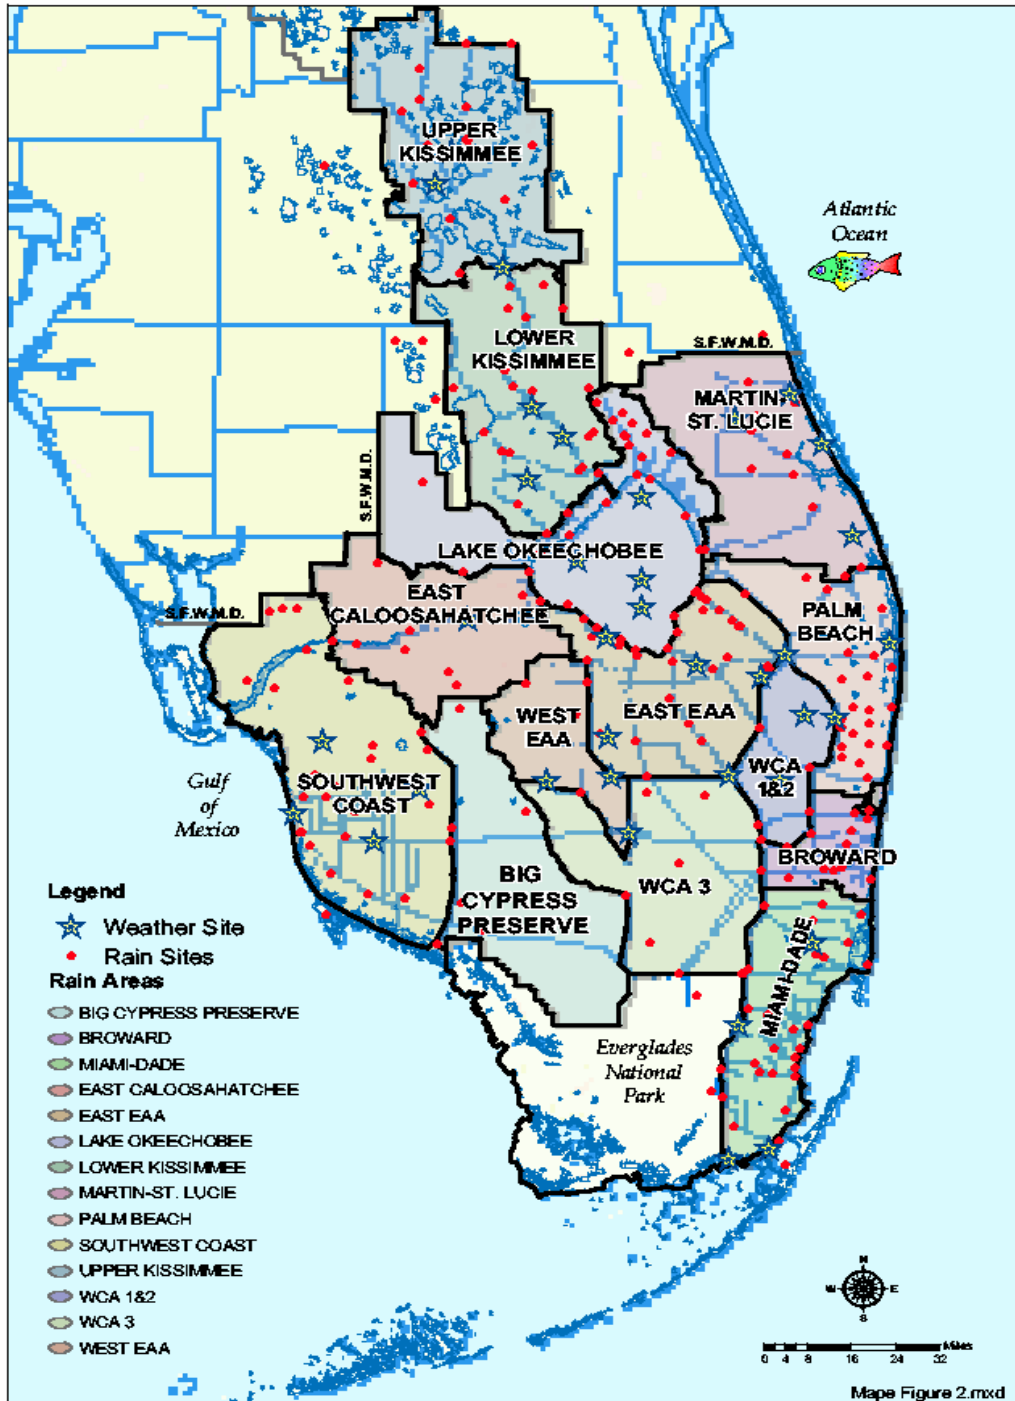 UPPER
KISSIMMEE
Atlantic
Ocean
LOWER
KISSIMMEE
S.F.W.M.D.
MARTIN-
ST. LUCIE
S.F.W.M.D.
LAKE OKEECHOBEE
EAST
CALOOSAHATCHEE
S.F.W.M.D.
PALM
BEACH
WEST
EAA
EAST EAA
WCA
1&2
Gulf
of
Mexico
SOUTHWEST
COAST
BROWARD
BIG
CYPRESS
PRESERVE
WCA 3
MIAMI-DADE
Everglades
National
Park
Legend
Weather Site
Rain Sites
Rain Areas
BIG CYPRESS PRESERVE
BROWARD
MIAMI-DADE
EAST CALOOSAHATCHEE
EAST EAA
LAKE OKEECHOBEE
LOWER KISSIMMEE
MARTIN-ST. LUCIE
PALM BEACH
SOUTHWEST COAST
UPPER KISSIMMEE
WCA 1&2
WCA 3
WEST EAA
N
W E
S
Miles
0 4 8 16 24 32
Mape Figure 2.mxd